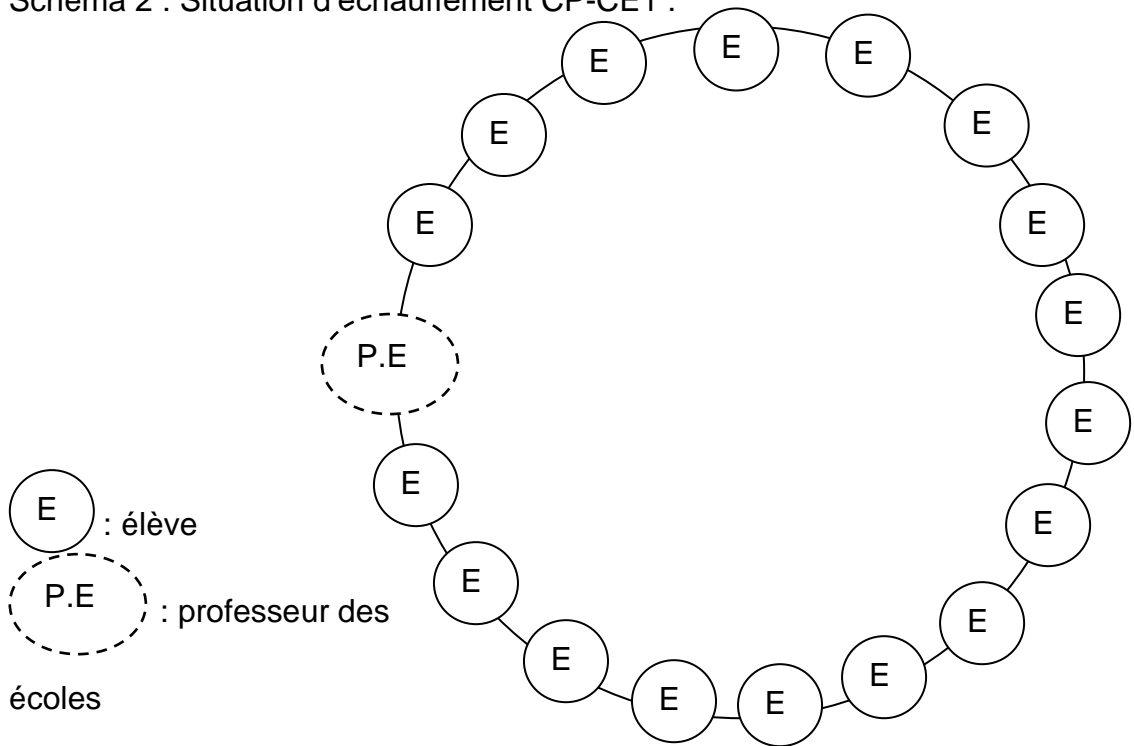 Schéma 2 : Situation d'échauffement CP-CE1 :
E E E
E E
E E
E
P.E
E
E
E : élève
E
E
P.E : professeur des
E
E
E
écoles
E E